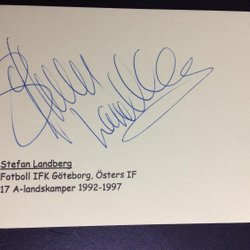 Stefan Landberg
Fotboll IFK Göteborg, Östers IF
17 A-landskamper 1992-1997